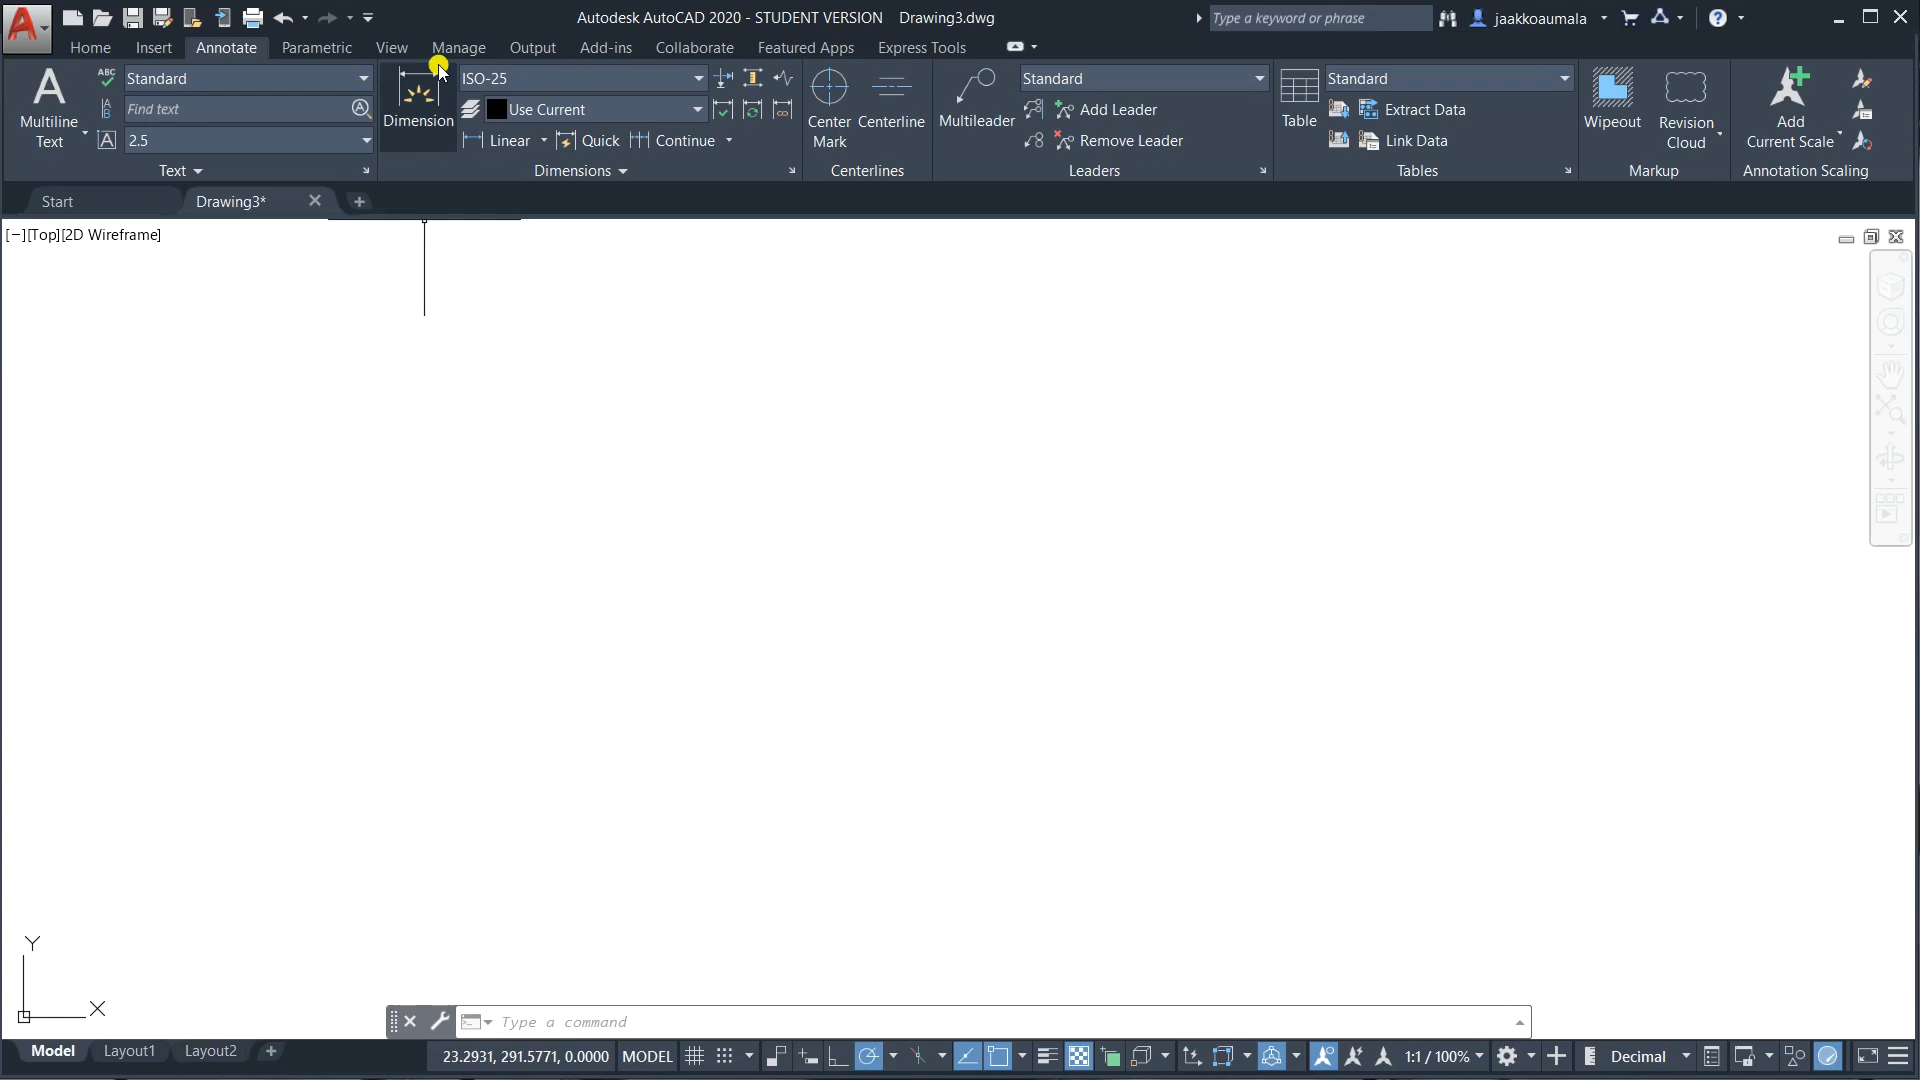 Autodesk AutoCAD 2020 - STUDENT VERSION Drawing3.dwg
Type a keyword or phrase
jaakkoaumala
Home Insert Annotate Parametric View Manage Output Add-ins Collaborate Featured Apps Express Tools
Multiline Text
ABC
Standard
Find text
2.5
Text
Dimension
ISO-25
Use Current
Linear Quick Continue
Dimensions
Center Mark
Centerline
Centerlines
Multileader
Standard
Add Leader
Remove Leader
Leaders
Table
Standard
Extract Data
Link Data
Tables
Wipeout
Revision Cloud
Markup
Add Current Scale
Annotation Scaling
Start Drawing3*
[−][Top][2D Wireframe]
Y
X
Type a command
Model Layout1 Layout2
23.2931, 291.5771, 0.0000 MODEL 1:1 / 100% Decimal